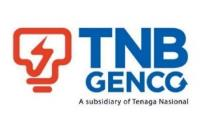 TNB
GENCO
A subsidiary of Tenaga Nasional